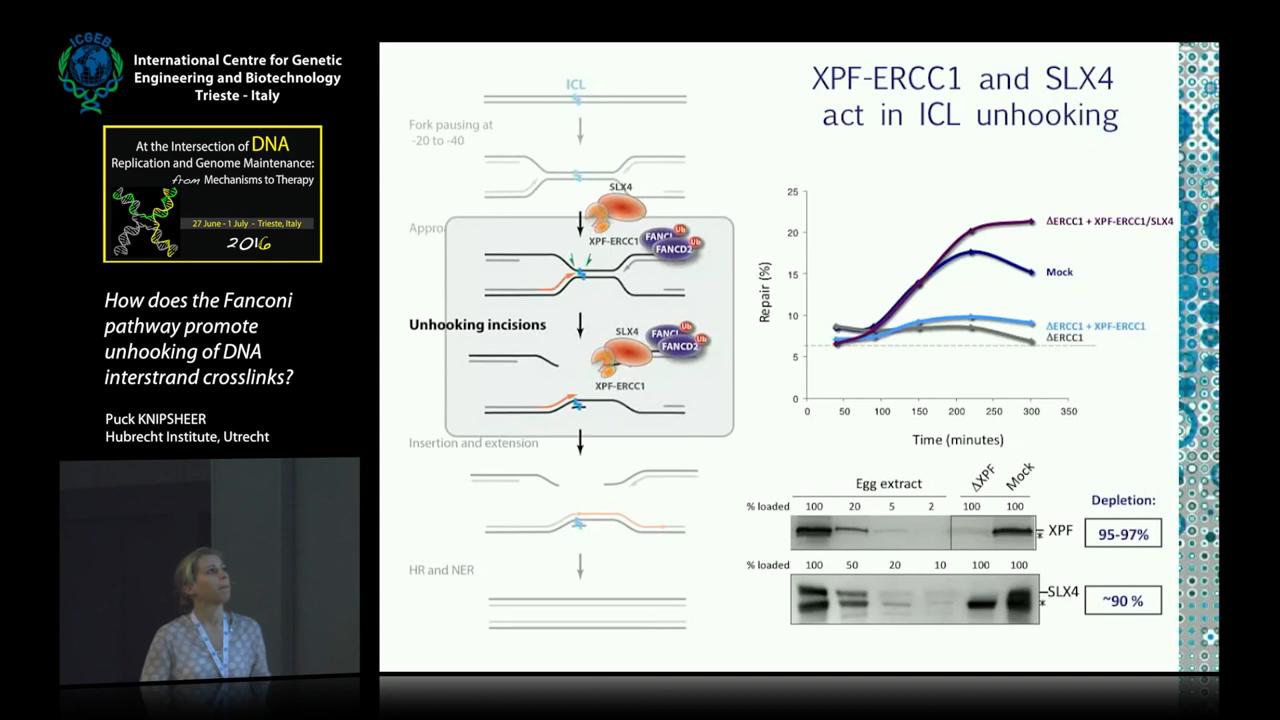 ICGEB
International Centre for Genetic
Engineering and Biotechnology
Trieste - Italy
At the Intersection of DNA
Replication and Genome Maintenance:
from Mechanisms to Therapy
27 June - 1 July - Trieste, Italy
2016
How does the Fanconi
pathway promote
unhooking of DNA
interstrand crosslinks?
Puck KNIPSHEER
Hubrecht Institute, Utrecht
XPF-ERCC1 and SLX4
act in ICL unhooking
ICL
Fork pausing at
-20 to -40
SLX4
Appro
XPF-ERCC1
FANCI
Ub
FANCD2
Ub
Unhooking incisions
SLX4
FANCI
Ub
FANCD2
Ub
XPF-ERCC1
Insertion and extension
HR and NER
Repair (%)
25
20
15
10
5
0
0 50 100 150 200 250 300 350
Time (minutes)
ΔERCC1 + XPF-ERCC1/SLX4
Mock
ΔERCC1 + XPF-ERCC1
ΔERCC1
Egg extract
ΔXPF
Mock
Depletion:
% loaded 100 20 5 2 100 100
XPF
*
95-97%
% loaded 100 50 20 10 100 100
SLX4
*
~90 %